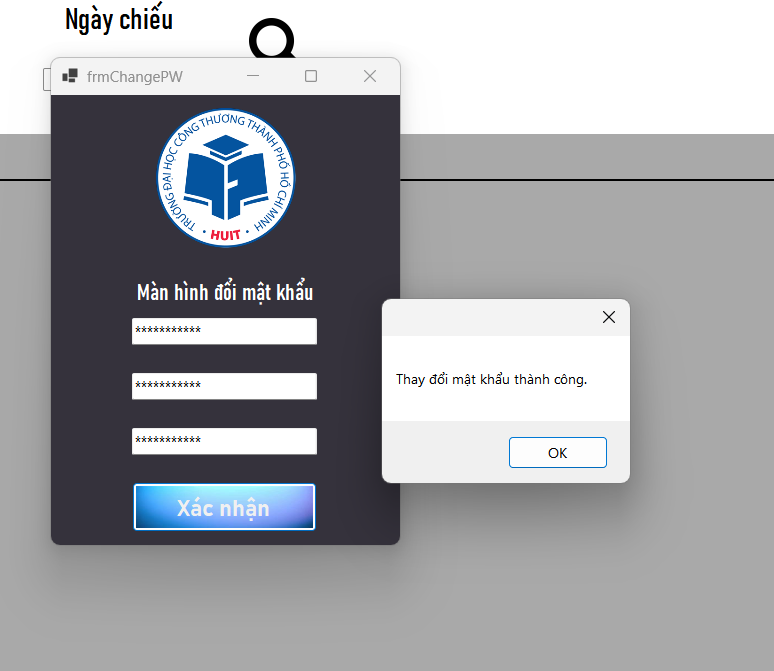 Ngày chiếu
frmChangePW
TRƯỜNG ĐẠI HỌC CÔNG THƯƠNG THÀNH PHỐ HỒ CHÍ MINH
• HUIT •
Màn hình đổi mật khẩu
***********
***********
***********
Xác nhận
Thay đổi mật khẩu thành công.
OK